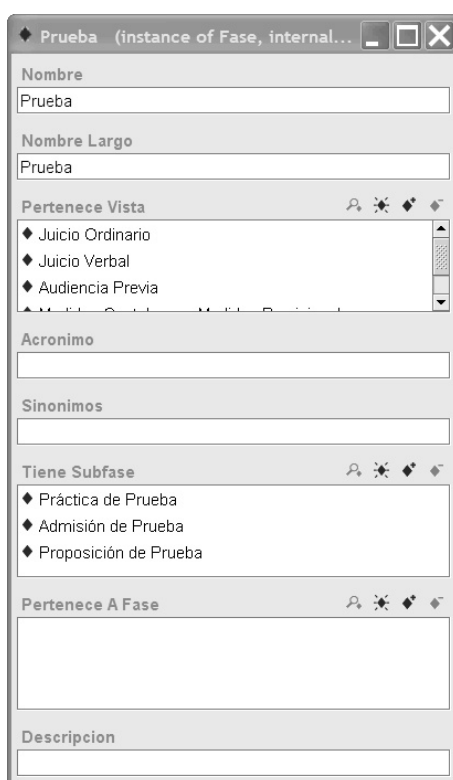 Prueba (instance of Fase, internal...
Nombre
Prueba
Nombre Largo
Prueba
Pertenece Vista
Juicio Ordinario
Juicio Verbal
Audiencia Previa
Acronimo
Sinonimos
Tiene Subfase
Práctica de Prueba
Admisión de Prueba
Proposición de Prueba
Pertenece A Fase
Descripcion